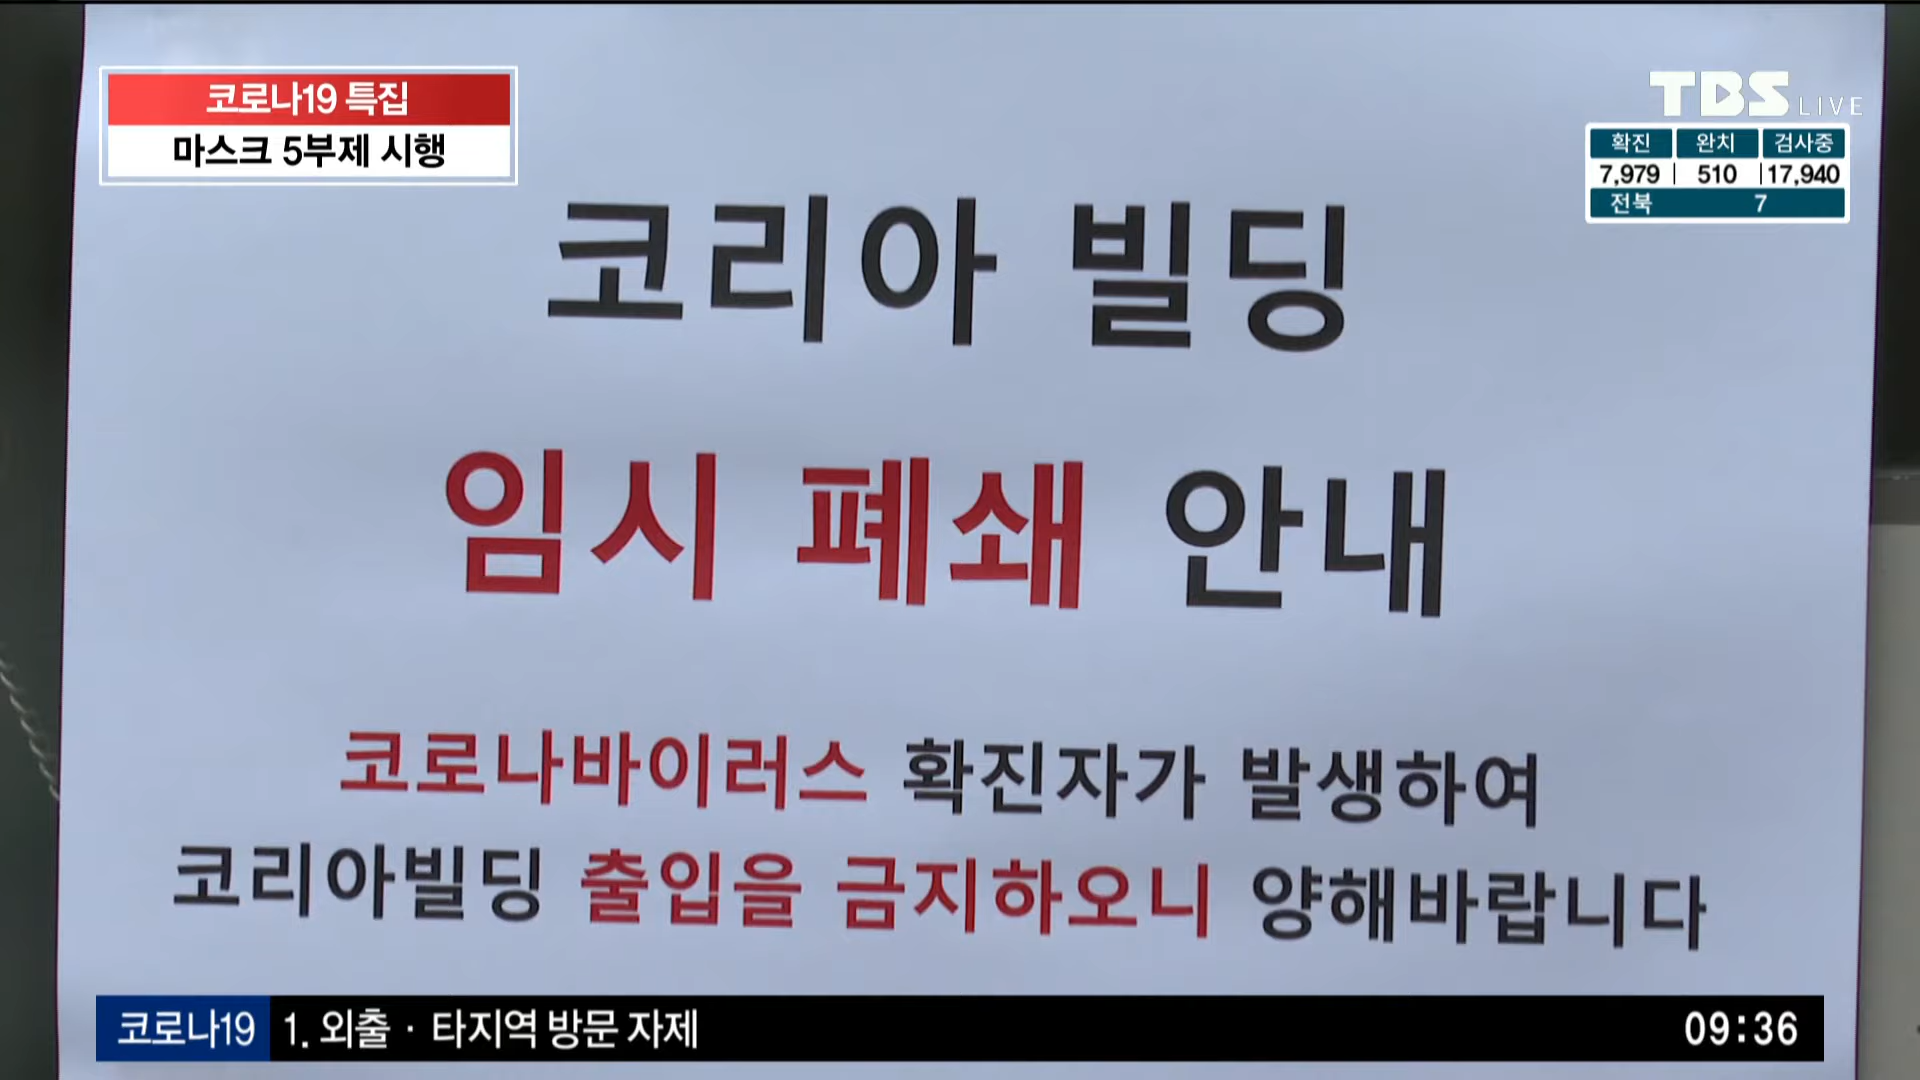 코로나19 특집
마스크 5부제 시행
TBS LIVE
확진 완치 검사중
7,979 510 17,940
전북 7
코리아 빌딩
임시 폐쇄 안내
코로나바이러스 확진자가 발생하여
코리아빌딩 출입을 금지하오니 양해바랍니다
코로나19 1. 외출 · 타지역 방문 자제 09:36